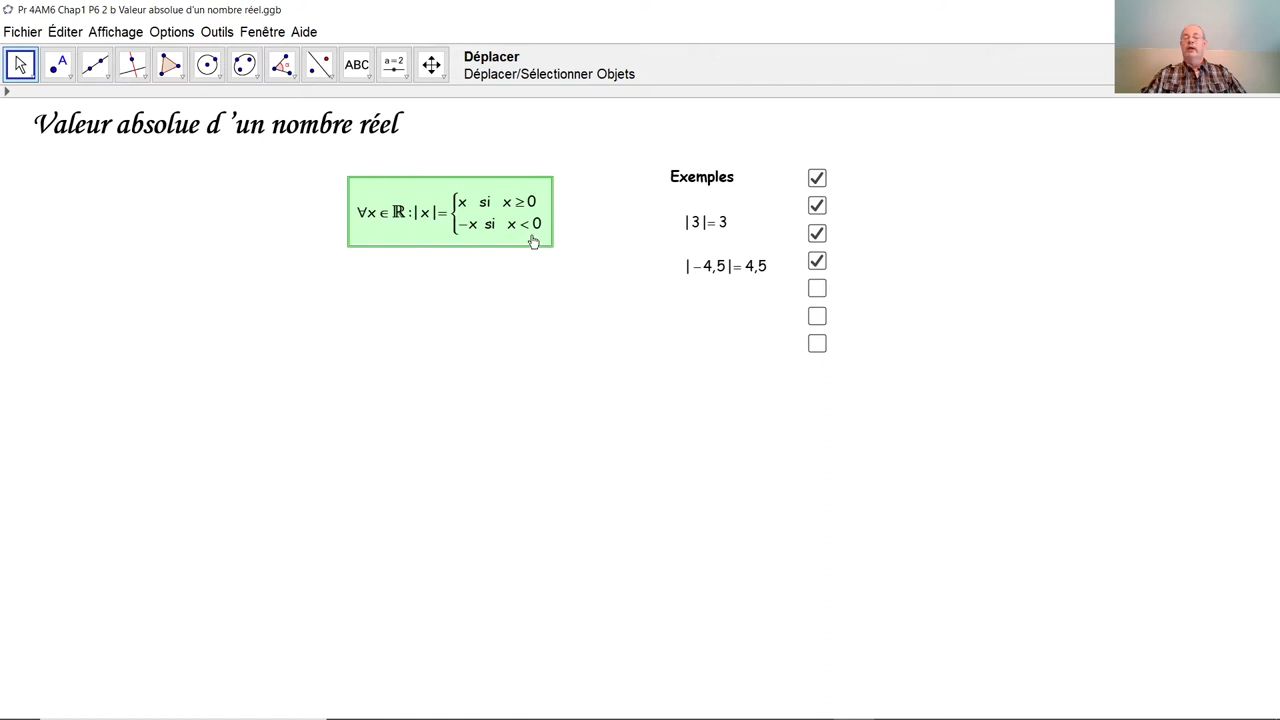 Pr 4AM6 Chap1 P6 2 b Valeur absolue d'un nombre réel.ggb
Fichier Éditer Affichage Options Outils Fenêtre Aide
A
ABC
a=2
Déplacer
Déplacer/Sélectionner Objets
Valeur absolue d 'un nombre réel
∀x ∈ ℝ : | x | = { x si x ≥ 0
−x si x < 0
Exemples
| 3 | = 3
| −4,5 | = 4,5